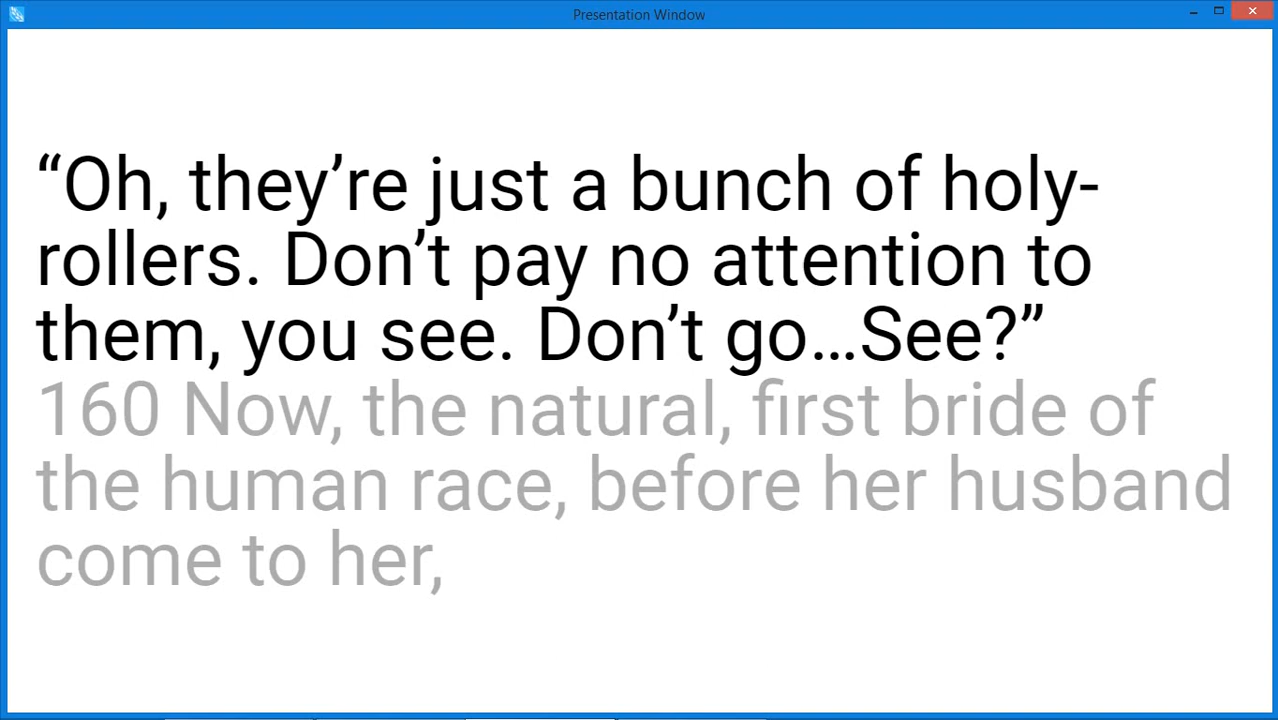 Presentation Window
“Oh, they’re just a bunch of holy-
rollers. Don’t pay no attention to
them, you see. Don’t go…See?”
160 Now, the natural, first bride of
the human race, before her husband
come to her,